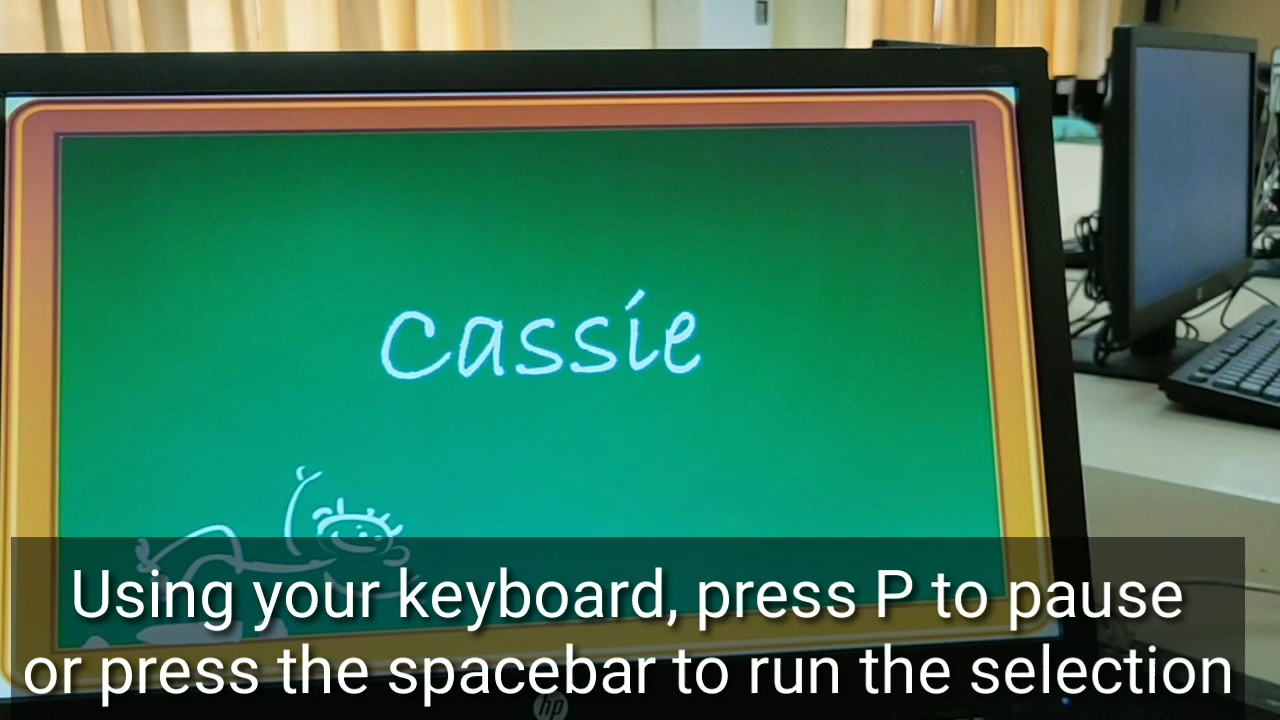 cassie
Using your keyboard, press P to pause
or press the spacebar to run the selection
hp